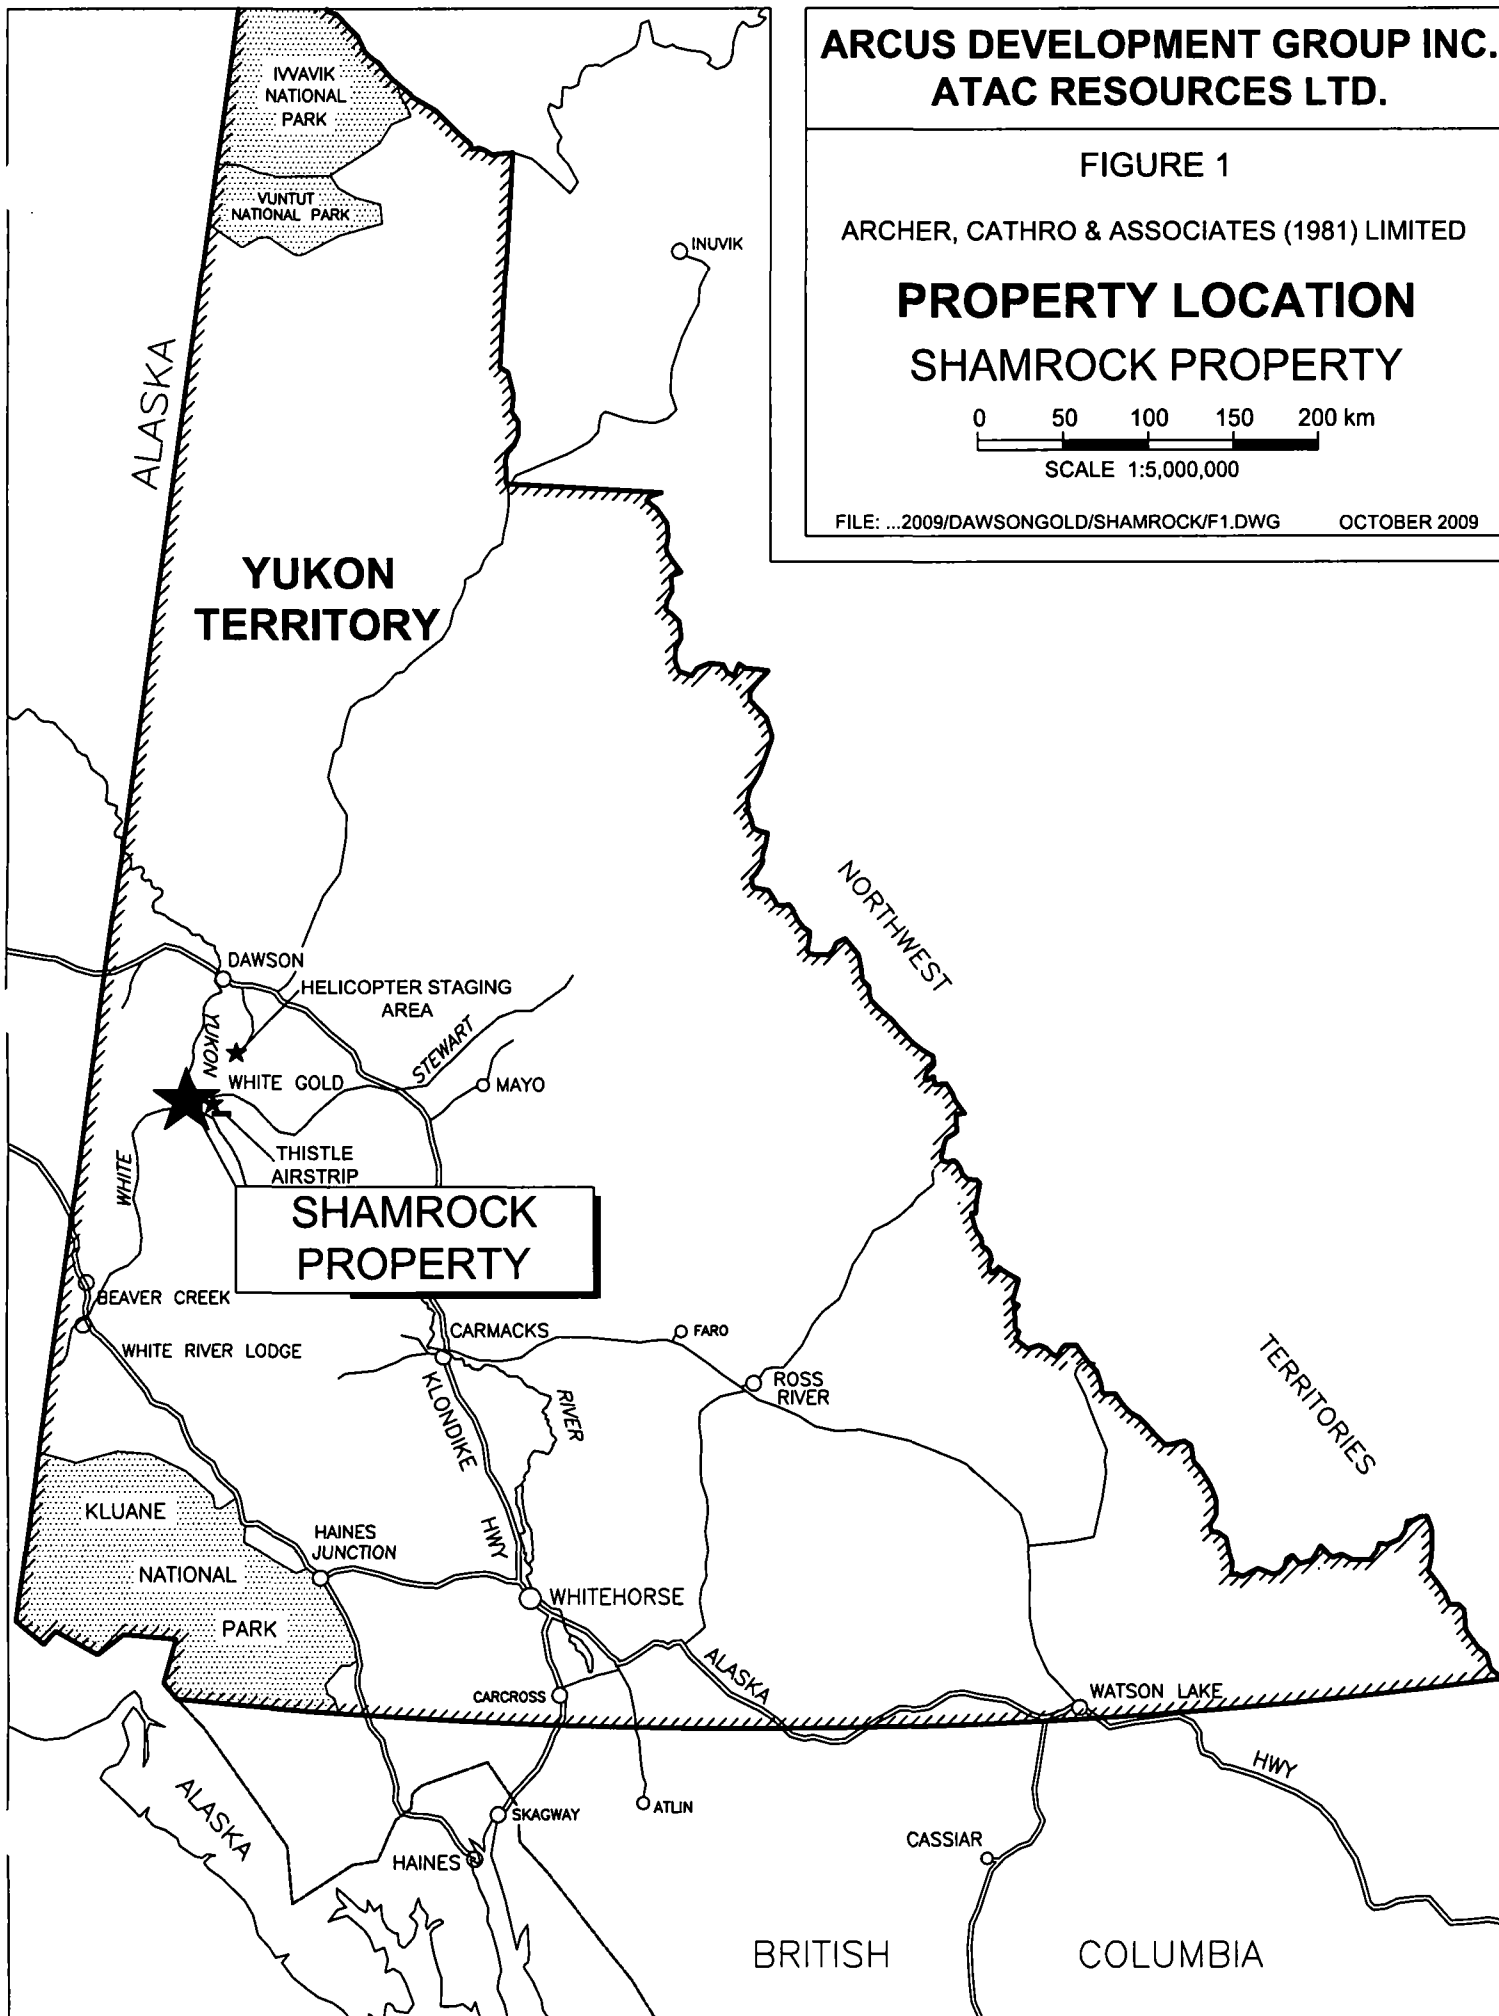 ARCUS DEVELOPMENT GROUP INC.
ATAC RESOURCES LTD.
FIGURE 1
ARCHER, CATHRO & ASSOCIATES (1981) LIMITED
PROPERTY LOCATION
SHAMROCK PROPERTY
0 50 100 150 200 km
SCALE 1:5,000,000
FILE: ...2009/DAWSONGOLD/SHAMROCK/F1.DWG OCTOBER 2009
IVVAVIK
NATIONAL
PARK
VUNTUT
NATIONAL PARK
INUVIK
ALASKA
YUKON
TERRITORY
NORTHWEST
DAWSON
HELICOPTER STAGING
AREA
YUKON
STEWART
WHITE GOLD
MAYO
THISTLE
AIRSTRIP
WHITE
SHAMROCK
PROPERTY
BEAVER CREEK
WHITE RIVER LODGE
CARMACKS
FARO
ROSS
RIVER
KLONDIKE
RIVER
TERRITORIES
KLUANE
NATIONAL
PARK
HAINES
JUNCTION
HWY
WHITEHORSE
ALASKA
CARCROSS
WATSON LAKE
HWY
ALASKA
SKAGWAY
ATLIN
HAINES
CASSIAR
BRITISH COLUMBIA